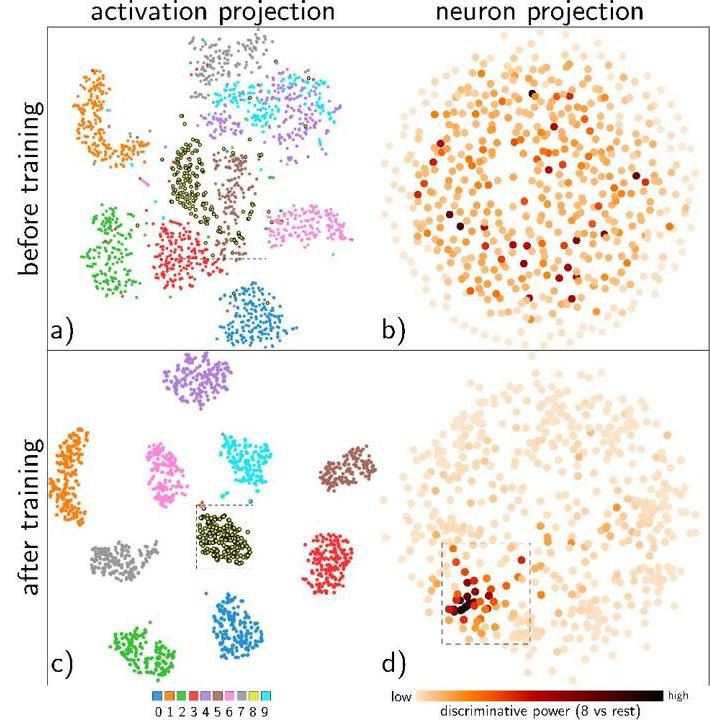 activation projection neuron projection
before training
a) b)
after training
c) d)
0 1 2 3 4 5 6 7 8 9
low high
discriminative power (8 vs rest)